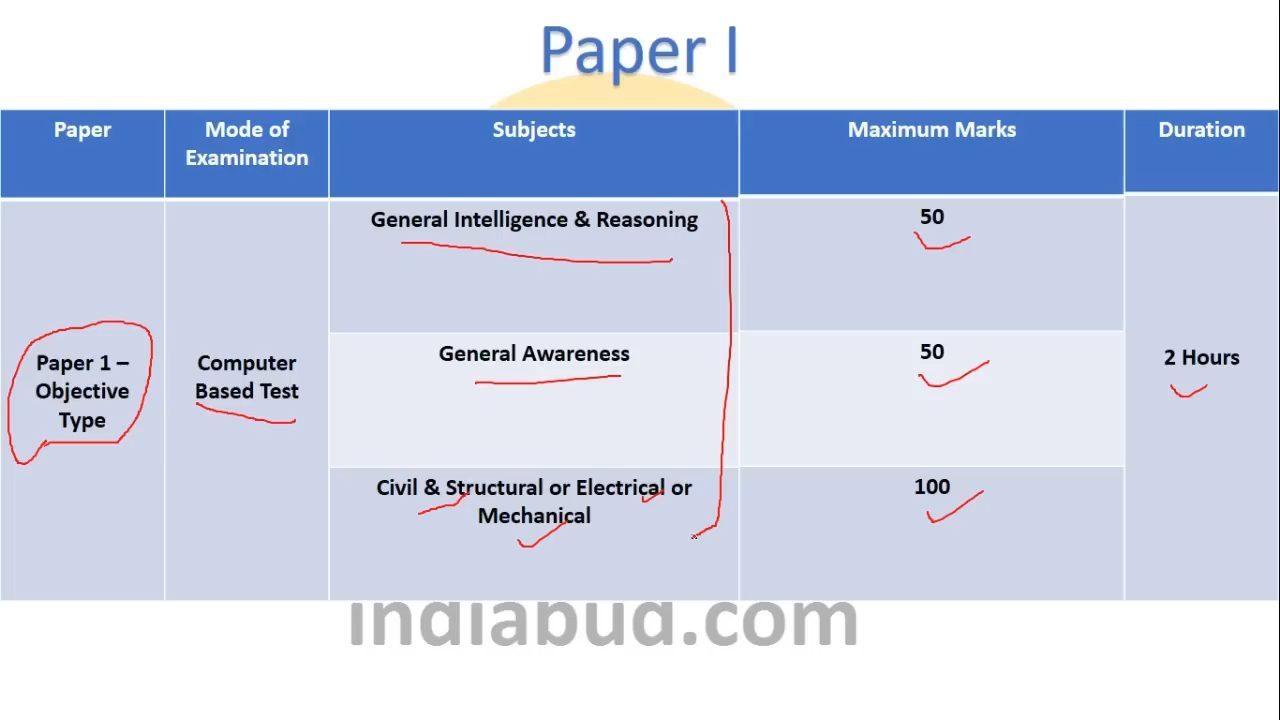 Paper I
Paper
Mode of
Examination
Subjects
Maximum Marks
Duration
Paper 1 –
Objective
Type
Computer
Based Test
General Intelligence & Reasoning
50
General Awareness
50
Civil & Structural or Electrical or
Mechanical
100
2 Hours
indiabud.com